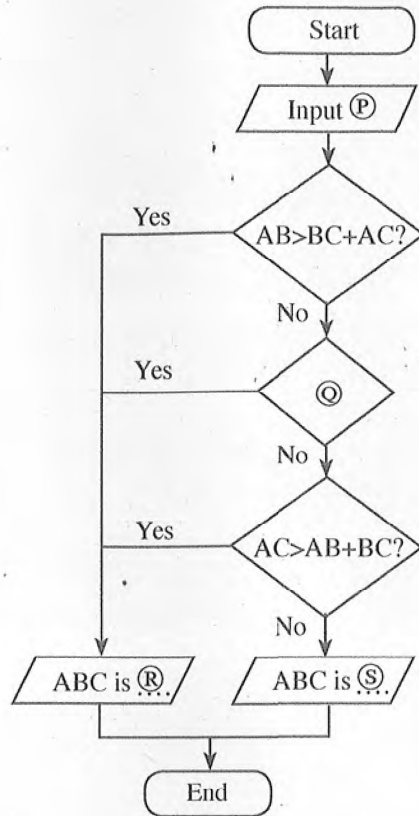 Start
Input Ⓟ
Yes
AB>BC+AC?
No
Yes
Ⓠ
No
Yes
AC>AB+BC?
No
ABC is Ⓡ....
ABC is Ⓢ....
End